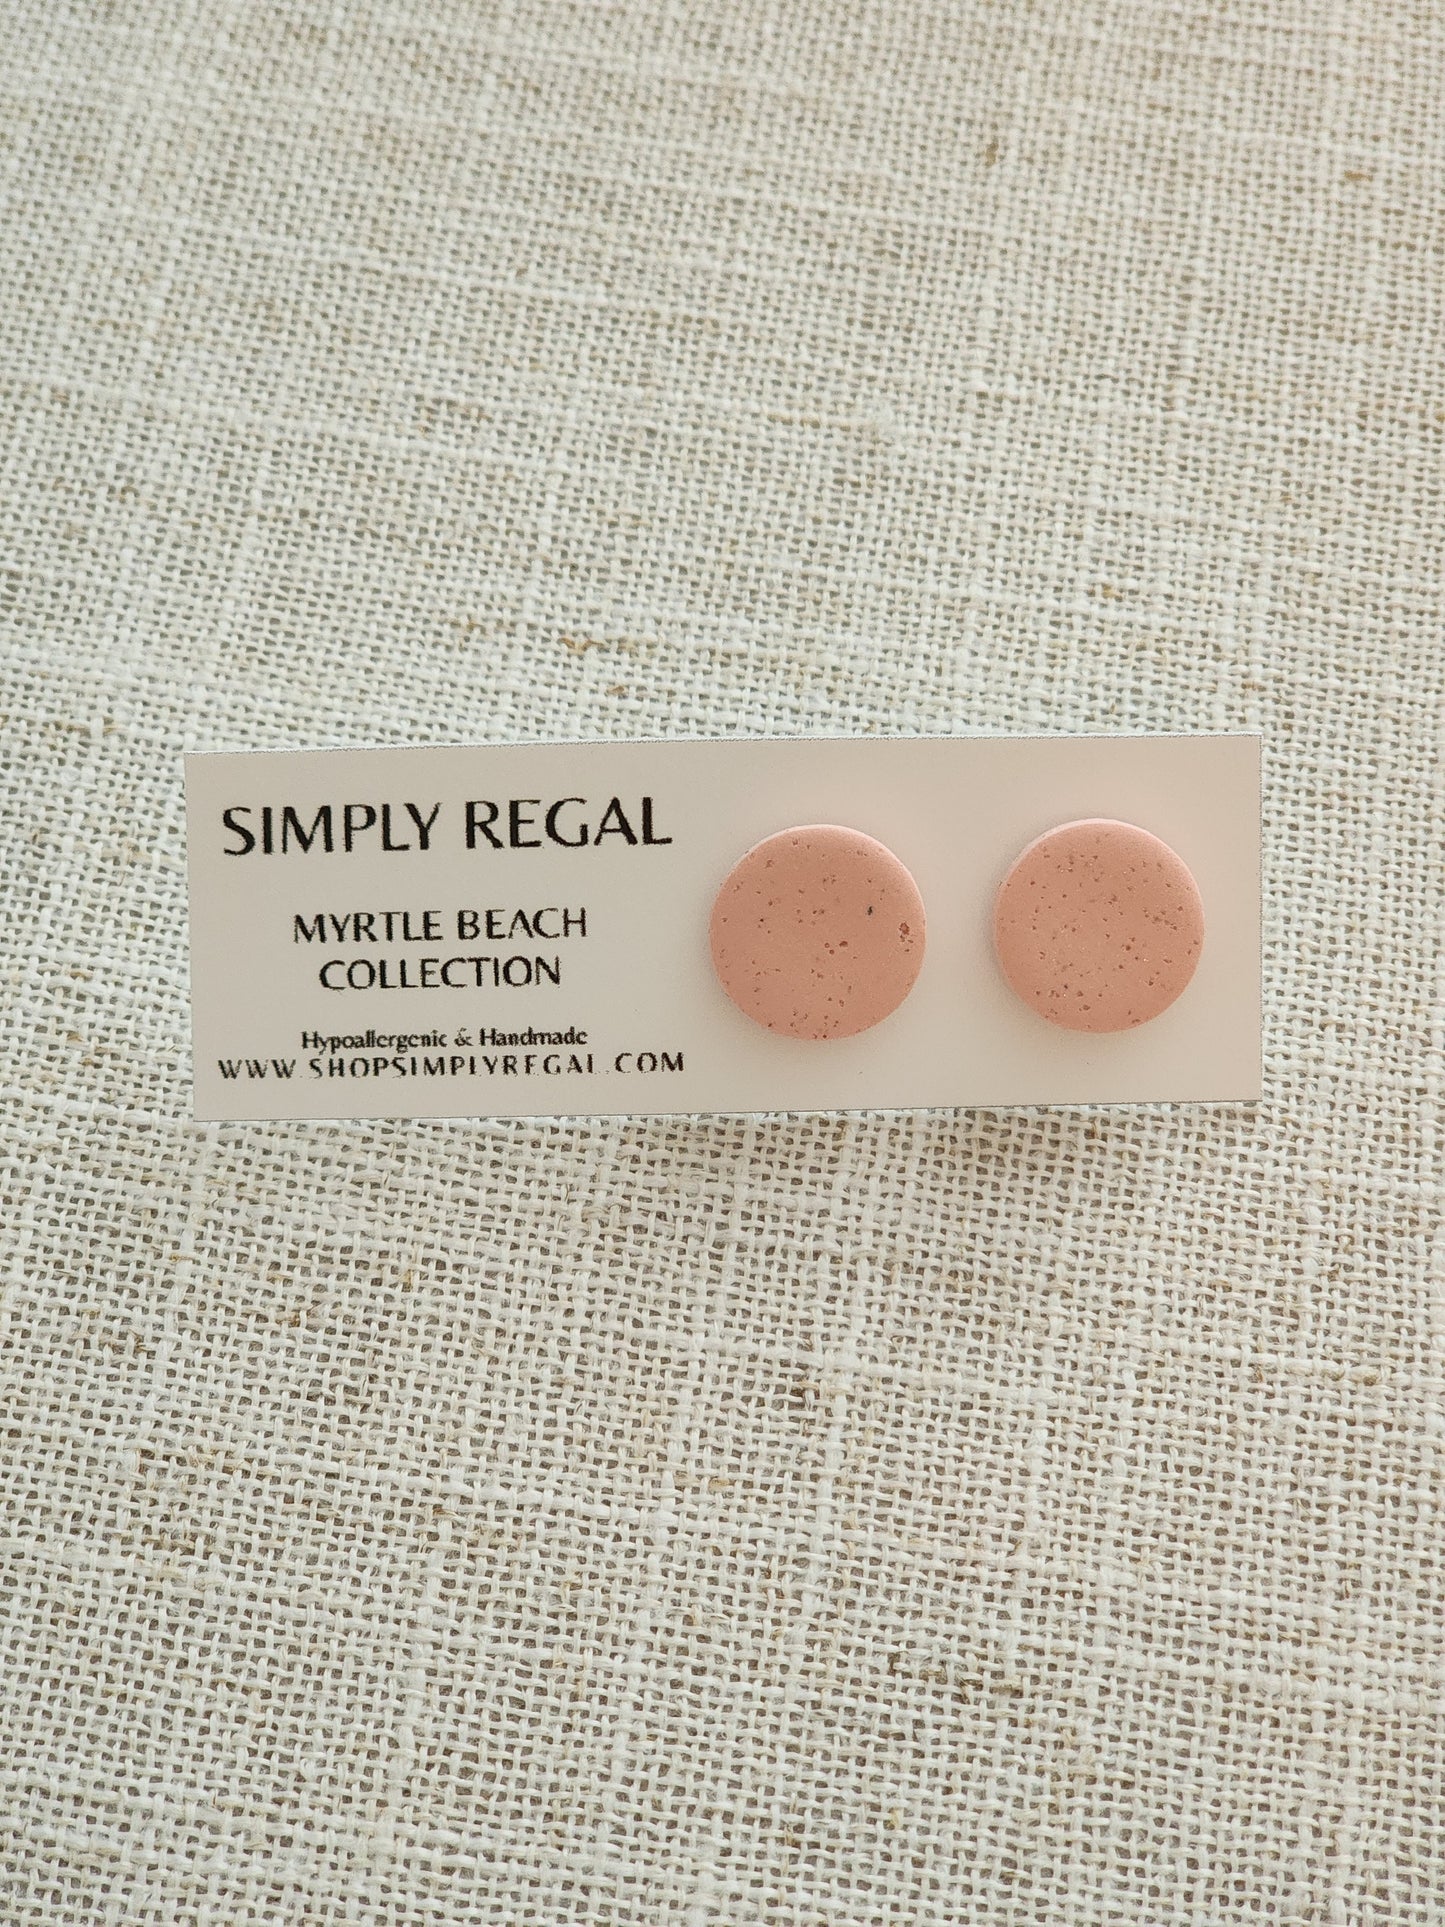 SIMPLY REGAL
MYRTLE BEACH
COLLECTION
Hypoallergenic & Handmade
WWW.SHOPSIMPLYREGAL.COM